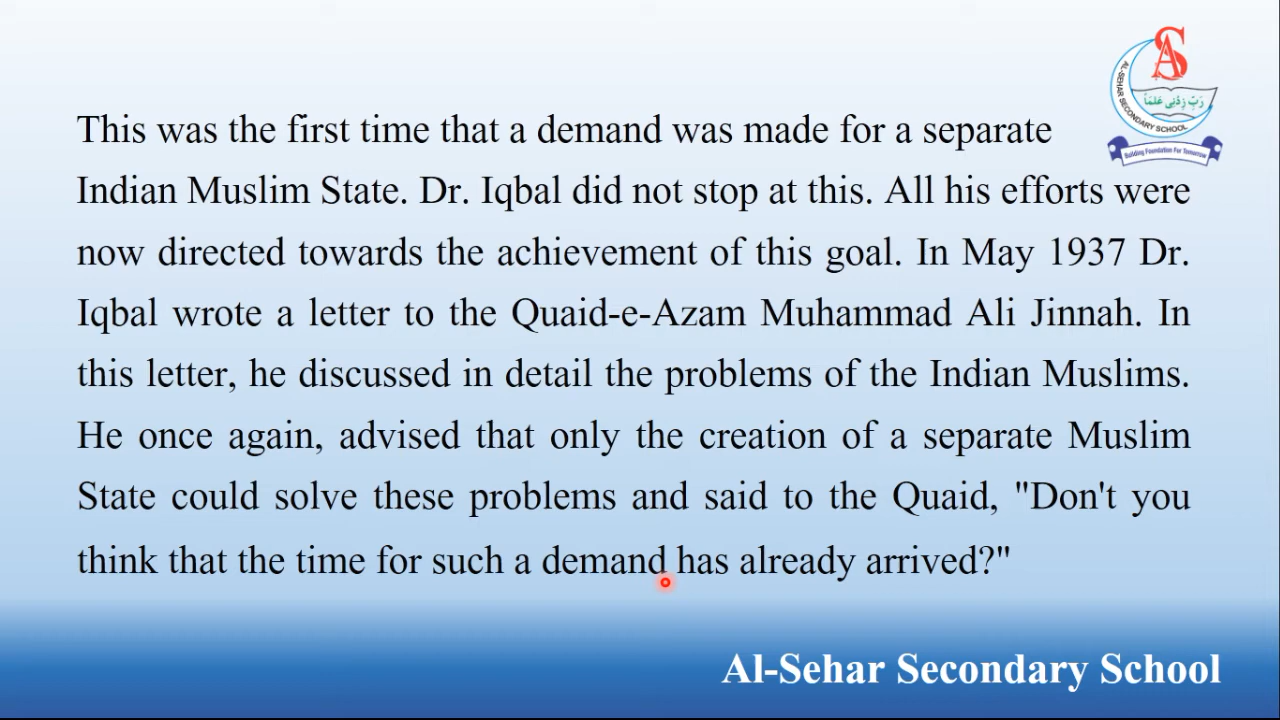 This was the first time that a demand was made for a separate
Indian Muslim State. Dr. Iqbal did not stop at this. All his efforts were
now directed towards the achievement of this goal. In May 1937 Dr.
Iqbal wrote a letter to the Quaid-e-Azam Muhammad Ali Jinnah. In
this letter, he discussed in detail the problems of the Indian Muslims.
He once again, advised that only the creation of a separate Muslim
State could solve these problems and said to the Quaid, "Don't you
think that the time for such a demand has already arrived?"
AS
AL-SEHAR SECONDARY SCHOOL
رَبِّ زِدْنِى عِلْمًا
Building Foundation For Tomorrow
Al-Sehar Secondary School